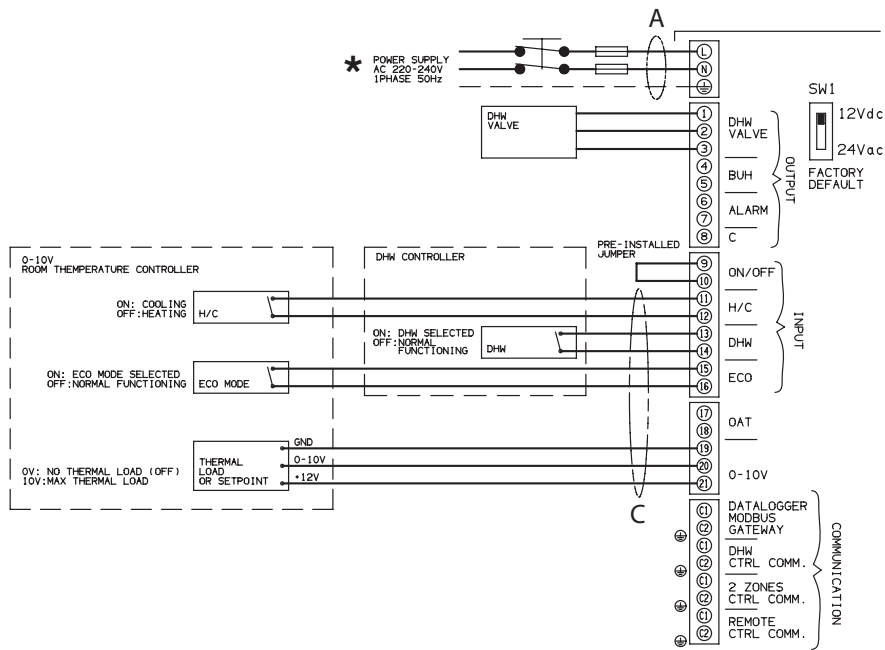 A
*
POWER SUPPLY
AC 220-240V
1PHASE 50Hz
L
N
SW1
12Vdc
24Vac
FACTORY
DEFAULT
DHW
VALVE
1
2
3
4
5
6
7
8
DHW
VALVE
BUH
ALARM
C
OUTPUT
0-10V
ROOM THEMPERATURE CONTROLLER
DHW CONTROLLER
PRE-INSTALLED
JUMPER
ON: COOLING
OFF:HEATING
H/C
ON: DHW SELECTED
OFF:NORMAL
FUNCTIONING
DHW
ON: ECO MODE SELECTED
OFF:NORMAL FUNCTIONING
ECO MODE
9
10
11
12
13
14
15
16
ON/OFF
H/C
DHW
ECO
INPUT
0V: NO THERMAL LOAD (OFF)
10V:MAX THERMAL LOAD
THERMAL
LOAD
OR SETPOINT
GND
0-10V
+12V
17
18
19
20
21
OAT
0-10V
C
C1
C2
C1
C2
C1
C2
C1
C2
DATALOGGER
MODBUS
GATEWAY
DHW
CTRL COMM.
2 ZONES
CTRL COMM.
REMOTE
CTRL COMM.
COMMUNICATION